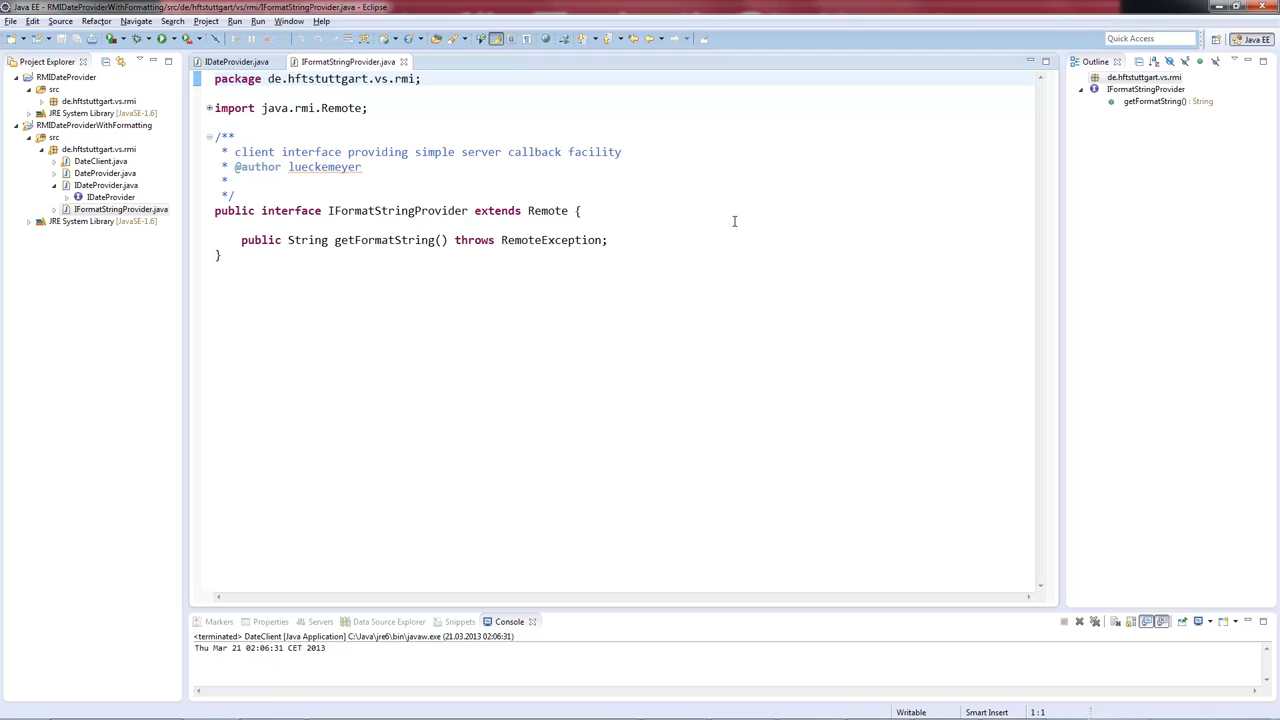 Java EE - RMIDateProviderWithFormatting/src/de/hftstuttgart/vs/rmi/IFormatStringProvider.java - Eclipse
File Edit Source Refactor Navigate Search Project Run Run Window Help
Quick Access
Java EE
Project Explorer
RMIDateProvider
src
de.hftstuttgart.vs.rmi
JRE System Library [JavaSE-1.6]
RMIDateProviderWithFormatting
src
de.hftstuttgart.vs.rmi
DateClient.java
DateProvider.java
IDateProvider.java
IDateProvider
IFormatStringProvider.java
JRE System Library [JavaSE-1.6]
IDateProvider.java IFormatStringProvider.java
package de.hftstuttgart.vs.rmi;
import java.rmi.Remote;
/**
* client interface providing simple server callback facility
* @author lueckemeyer
*
*/
public interface IFormatStringProvider extends Remote {
public String getFormatString() throws RemoteException;
}
Outline
de.hftstuttgart.vs.rmi
IFormatStringProvider
getFormatString() : String
Markers Properties Servers Data Source Explorer Snippets Console
<terminated> DateClient [Java Application] C:\Java\jre6\bin\javaw.exe (21.03.2013 02:06:31)
Thu Mar 21 02:06:31 CET 2013
Writable Smart Insert 1 : 1